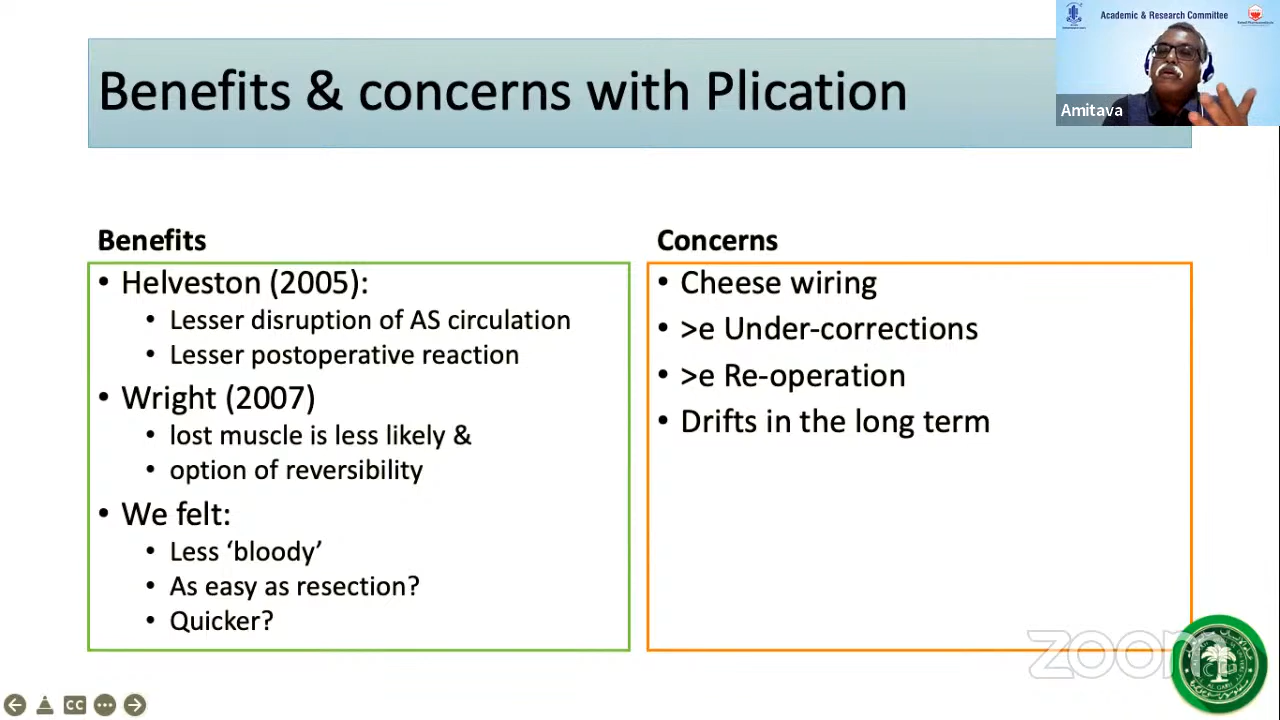 Academic & Research Committee
Amitava
Benefits & concerns with Plication
Benefits
• Helveston (2005):
• Lesser disruption of AS circulation
• Lesser postoperative reaction
• Wright (2007)
• lost muscle is less likely &
• option of reversibility
• We felt:
• Less ‘bloody’
• As easy as resection?
• Quicker?
Concerns
• Cheese wiring
• >e Under-corrections
• >e Re-operation
• Drifts in the long term
zoom
CC